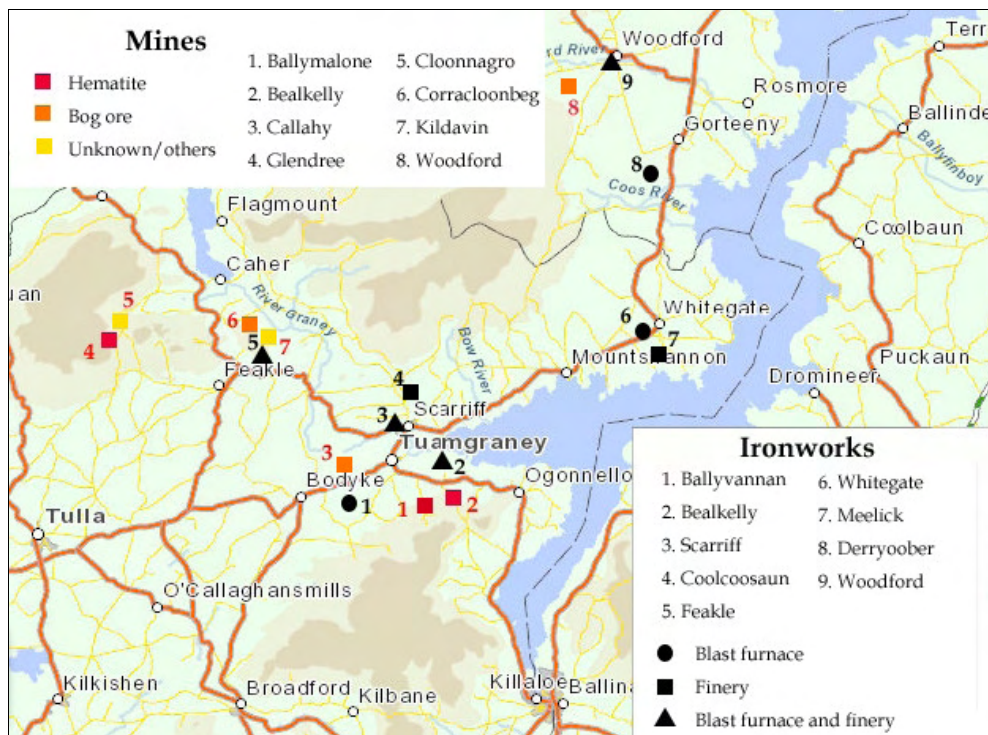 Mines
Hematite
Bog ore
Unknown/others
1. Ballymalone
2. Bealkelly
3. Callahy
4. Glendree
5. Cloonnagro
6. Corracloonbeg
7. Kildavin
8. Woodford
rd River
Woodford
9
8
Rosmore
Terr
Ballinde
Gorteeny
Ballyfinboy
8
Coos River
Flagmount
Coolbaun
Caher
uan
5
River Graney
6
4
5
7
Feakle
Bow River
6
Whitegate
7
Mountshannon
Puckaun
Dromineer
4
3
Scarriff
Tuamgraney
3
2
Ogonnello
Bodyke
1
1
2
Tulla
O'Callaghansmills
Kilkishen
Broadford
Kilbane
Killaloe
Ballina
Ironworks
1. Ballyvannan
2. Bealkelly
3. Scarriff
4. Coolcoosaun
5. Feakle
6. Whitegate
7. Meelick
8. Derryoober
9. Woodford
Blast furnace
Finery
Blast furnace and finery